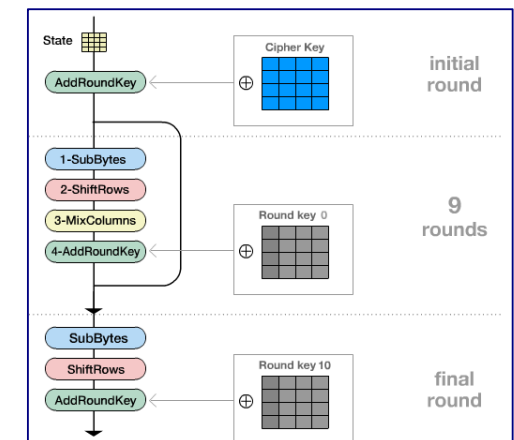 State
Cipher Key
AddRoundKey
⊕
initial
round
1-SubBytes
2-ShiftRows
3-MixColumns
4-AddRoundKey
Round key 0
⊕
9
rounds
SubBytes
ShiftRows
AddRoundKey
Round key 10
⊕
final
round